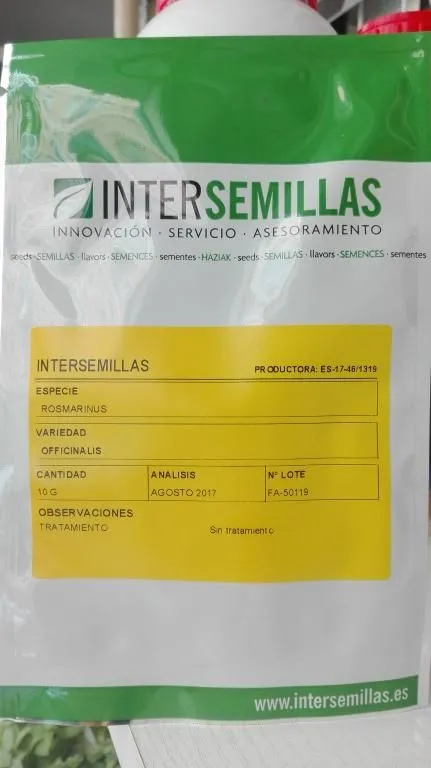 INTERSEMILLAS
INNOVACIÓN · SERVICIO · ASESORAMIENTO
seeds · SEMILLAS · llavors · SEMENCES · sementes · HAZIAK · seeds · SEMILLAS · llavors · SEMENCES · sementes
INTERSEMILLAS PRODUCTORA: ES-17-46/1319
ESPECIE
ROSMARINUS
VARIEDAD
OFFICINALIS
CANTIDAD ANALISIS Nº LOTE
10 G AGOSTO 2017 FA-50119
OBSERVACIONES
TRATAMIENTO Sin tratamiento
www.intersemillas.es